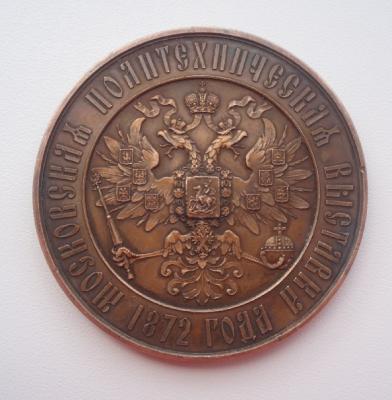 МОСКОВСКАЯ ПОЛИТЕХНИЧЕСКАЯ ВЫСТАВКА
1872 ГОДА